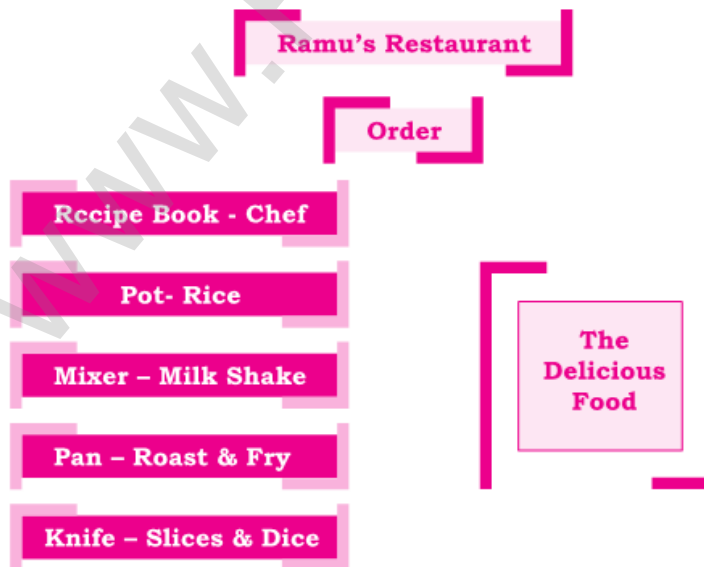 Ramu's Restaurant
Order
Rccipe Book - Chef
Pot- Rice
Mixer – Milk Shake
Pan – Roast & Fry
Knife – Slices & Dice
The
Delicious
Food
www.